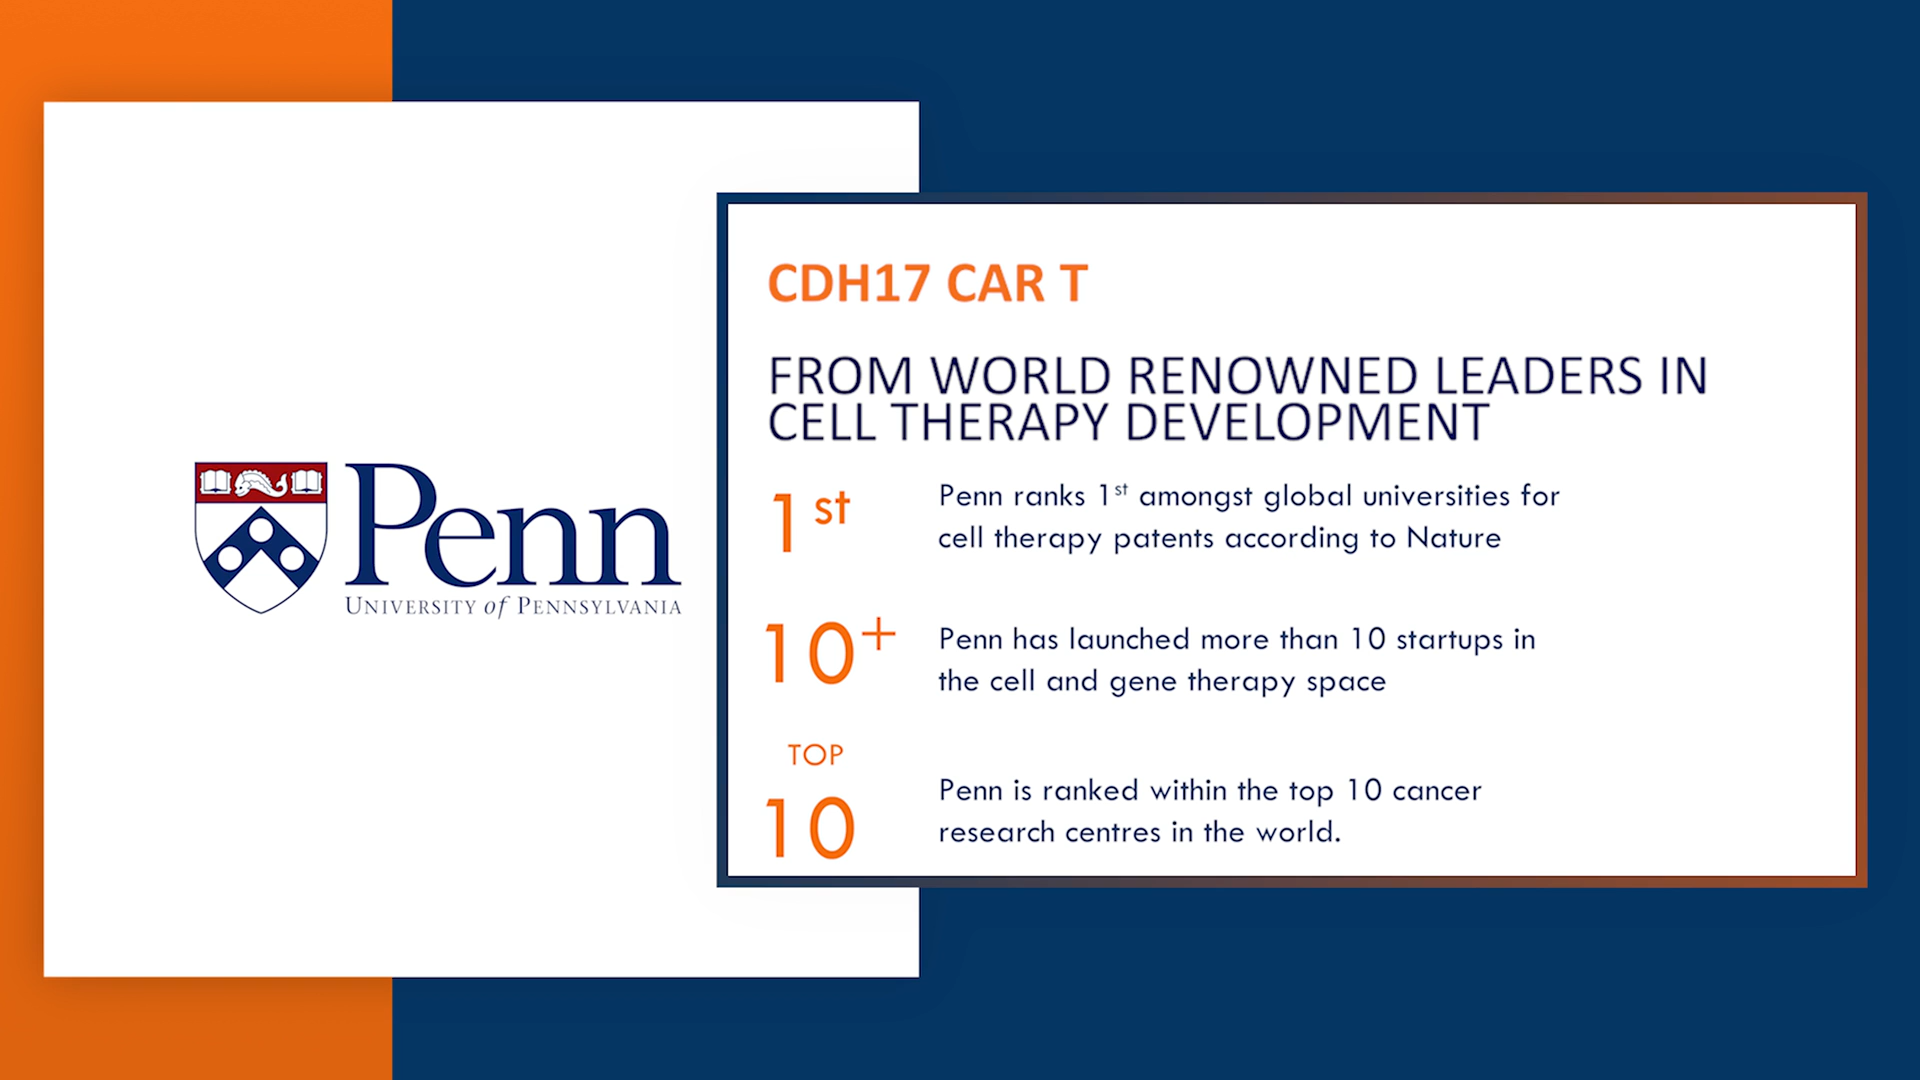 Penn
UNIVERSITY of PENNSYLVANIA
CDH17 CAR T
FROM WORLD RENOWNED LEADERS IN
CELL THERAPY DEVELOPMENT
1st
Penn ranks 1st amongst global universities for
cell therapy patents according to Nature
10+
Penn has launched more than 10 startups in
the cell and gene therapy space
TOP
10
Penn is ranked within the top 10 cancer
research centres in the world.